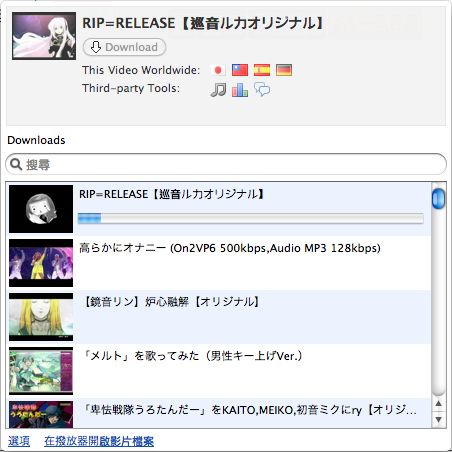 RIP=RELEASE【巡音ルカオリジナル】
Download
This Video Worldwide:
Third-party Tools:
Downloads
搜尋
RIP=RELEASE【巡音ルカオリジナル】
高らかにオナニー (On2VP6 500kbps,Audio MP3 128kbps)
【鏡音リン】炉心融解【オリジナル】
「メルト」を歌ってみた（男性キー上げVer.）
「卑怯戦隊うろたんだー」をKAITO,MEIKO,初音ミクにry【オリジ...
選項 在撥放器開啟影片檔案